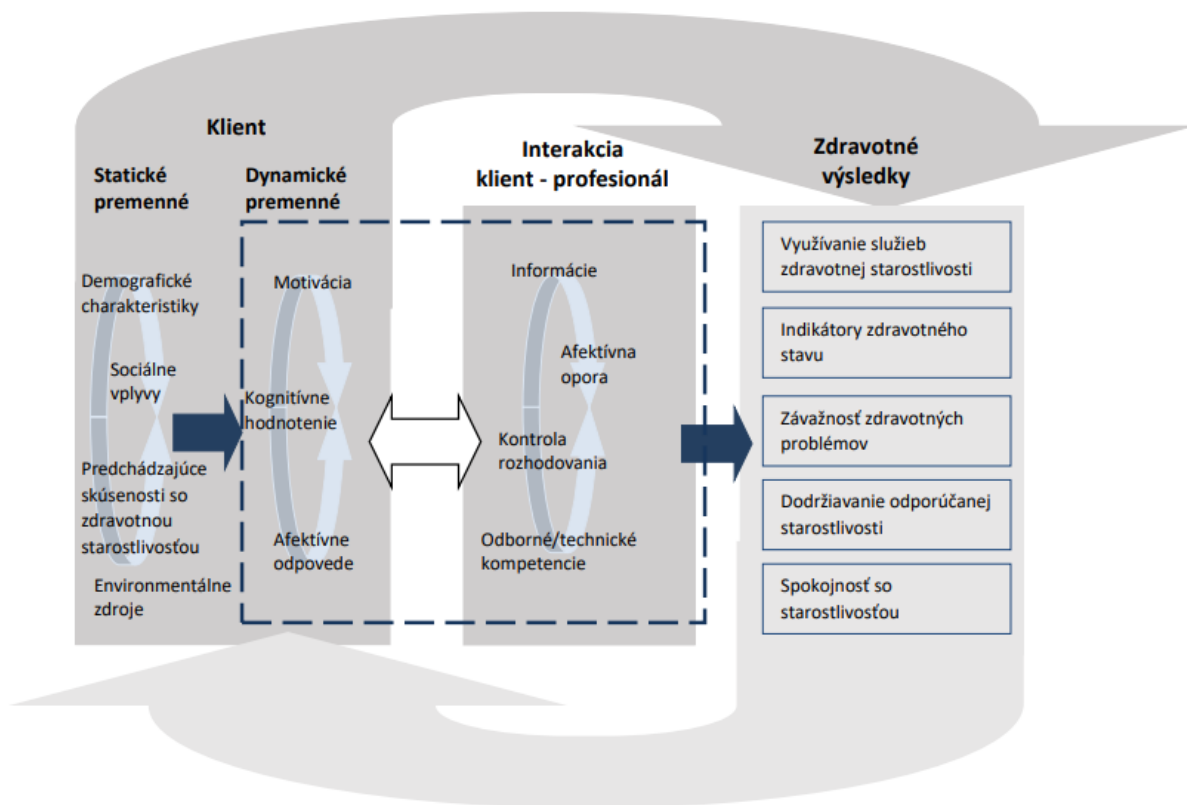 Klient
Statické
premenné
Demografické
charakteristiky
Sociálne
vplyvy
Predchádzajúce
skúsenosti so
zdravotnou
starostlivosťou
Environmentálne
zdroje
Dynamické
premenné
Motivácia
Kognitívne
hodnotenie
Afektívne
odpovede
Interakcia
klient - profesionál
Informácie
Afektívna
opora
Kontrola
rozhodovania
Odborné/technické
kompetencie
Zdravotné
výsledky
Využívanie služieb
zdravotnej starostlivosti
Indikátory zdravotného
stavu
Závažnosť zdravotných
problémov
Dodržiavanie odporúčanej
starostlivosti
Spokojnosť so
starostlivosťou